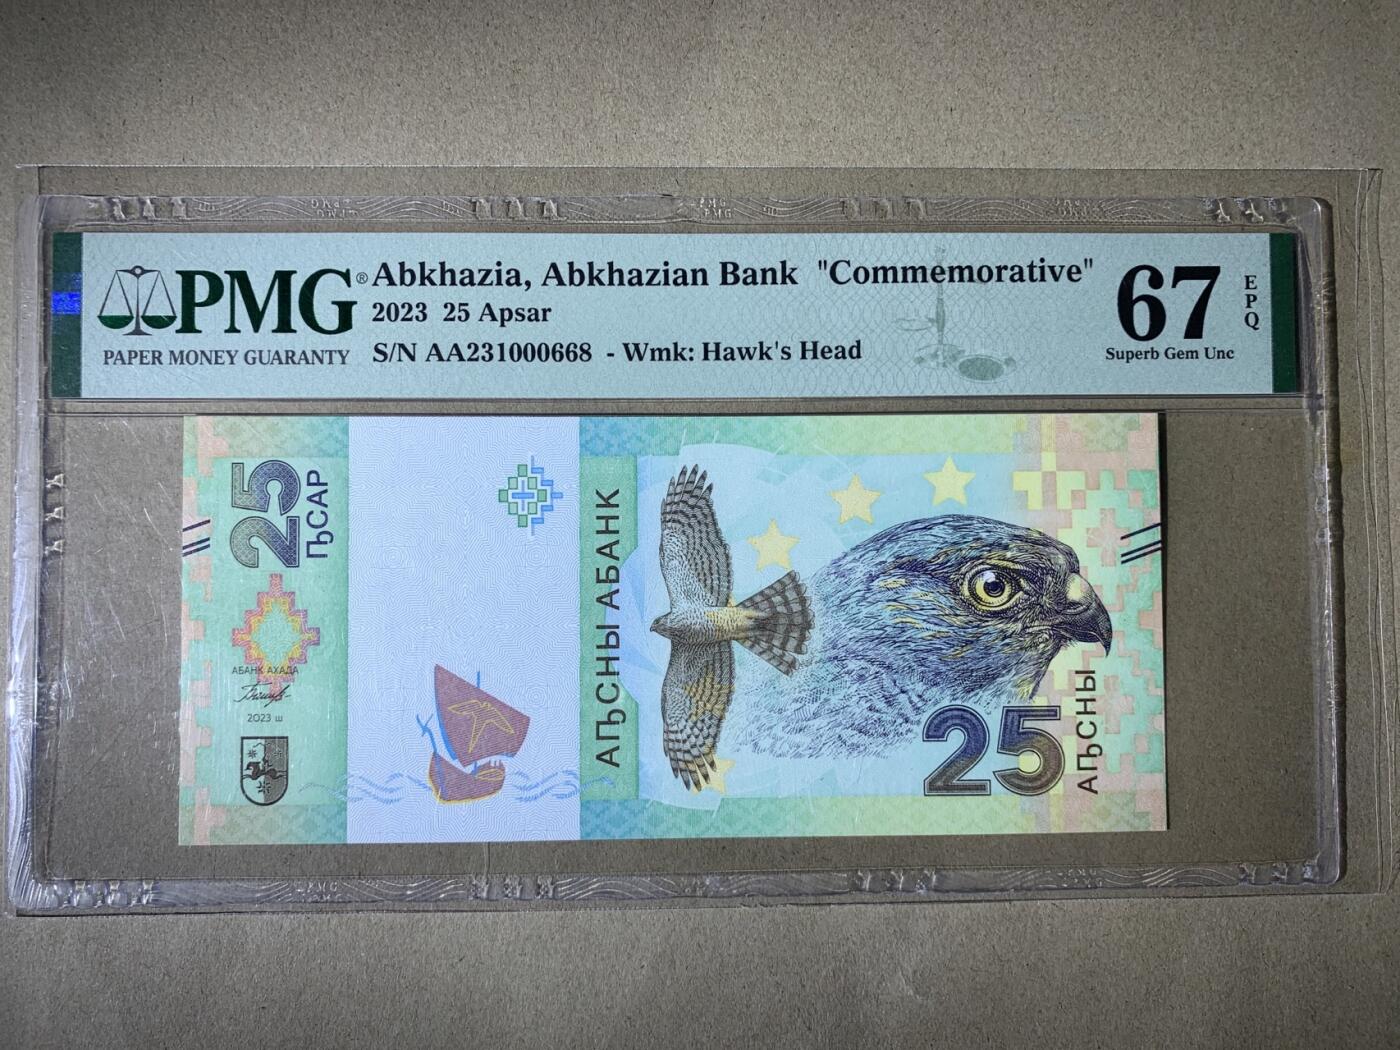 PMG®
PAPER MONEY GUARANTY
Abkhazia, Abkhazian Bank "Commemorative"
2023 25 Apsar
S/N AA231000668 - Wmk: Hawk's Head
67
EPQ
Superb Gem Unc
25
ҦСАР
АБАНК АХАДА
2023 ш
АҦСНЫ АБАНК
25
АҦСНЫ